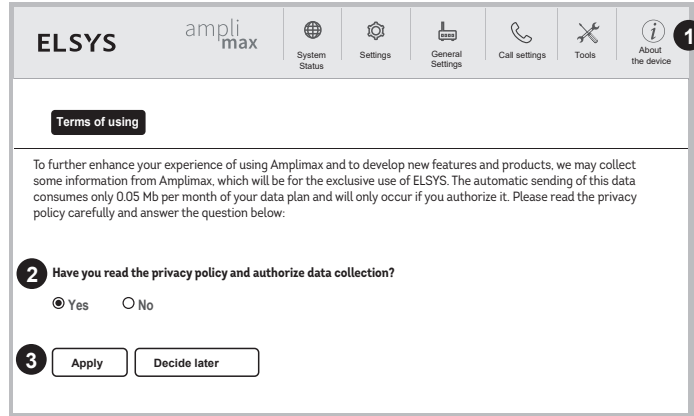 ELSYS
ampli
max
System
Status
Settings
General
Settings
Call settings
Tools
i
About
the device
1
Terms of using
To further enhance your experience of using Amplimax and to develop new features and products, we may collect
some information from Amplimax, which will be for the exclusive use of ELSYS. The automatic sending of this data
consumes only 0.05 Mb per month of your data plan and will only occur if you authorize it. Please read the privacy
policy carefully and answer the question below:
2 Have you read the privacy policy and authorize data collection?
Yes No
3 Apply Decide later